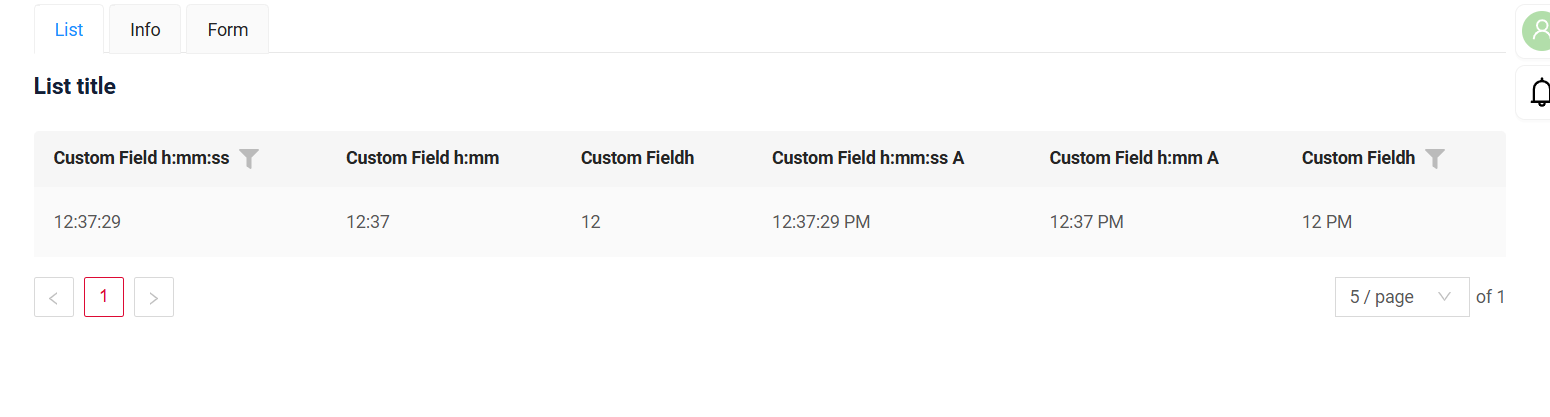 List Info Form
List title
Custom Field h:mm:ss Custom Field h:mm Custom Fieldh Custom Field h:mm:ss A Custom Field h:mm A Custom Fieldh
12:37:29 12:37 12 12:37:29 PM 12:37 PM 12 PM
< 1 > 5 / page of 1